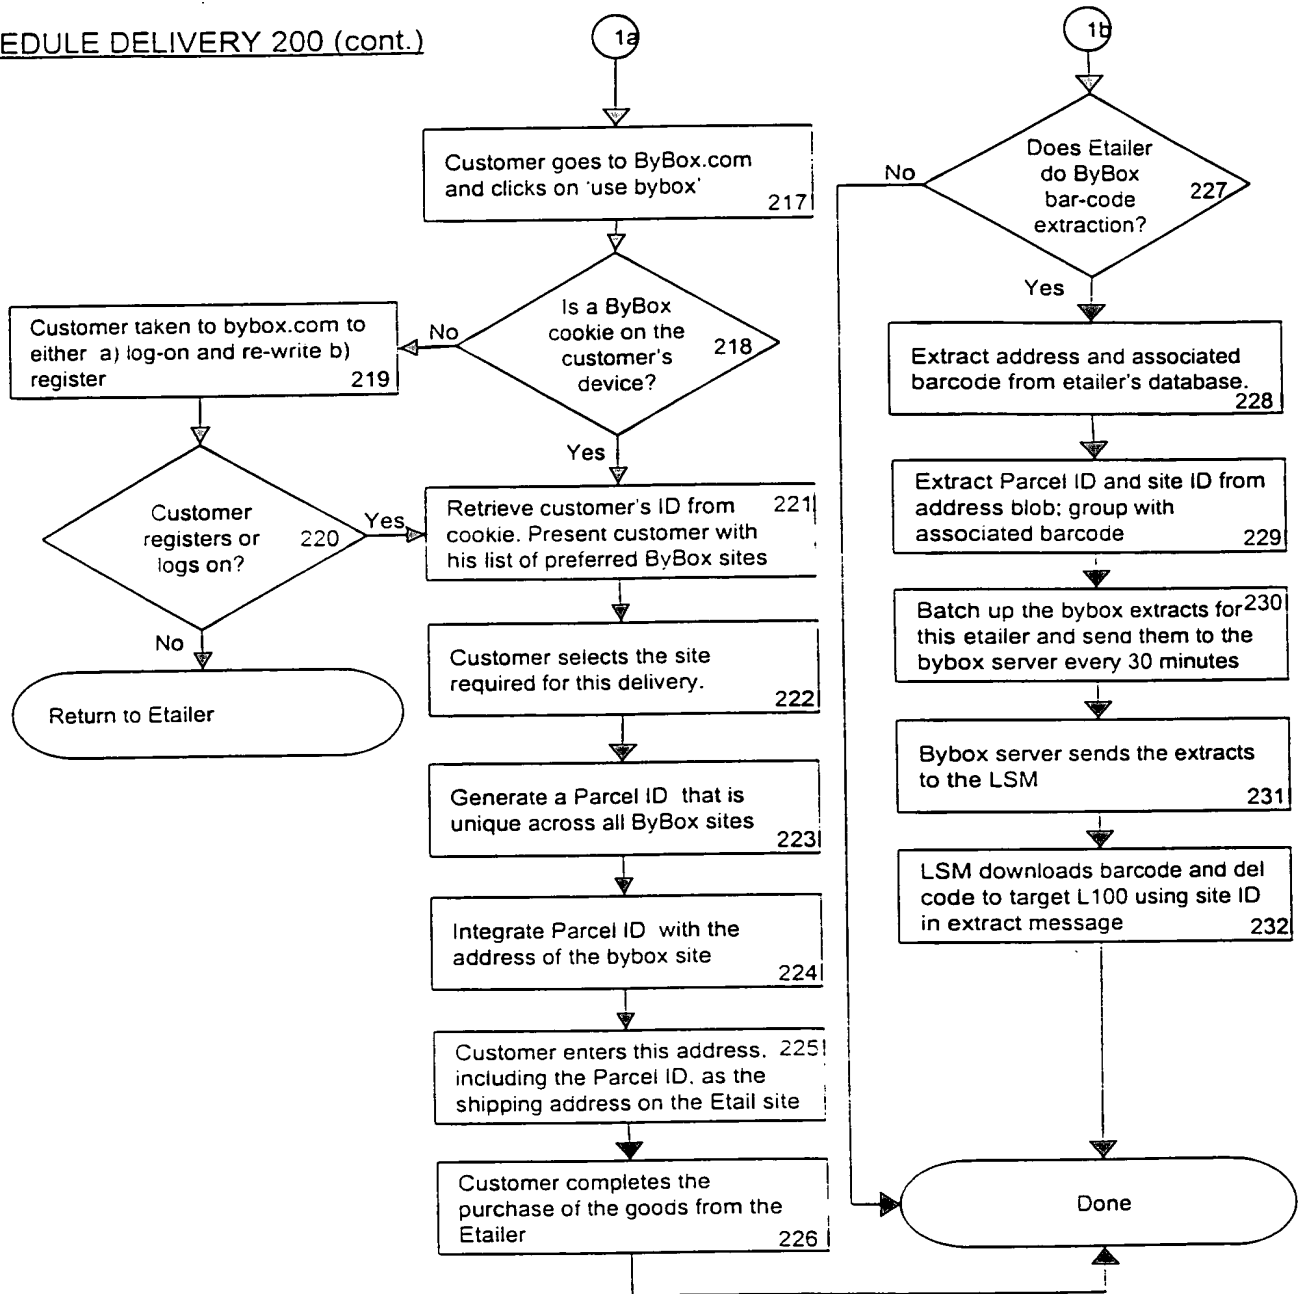 EDULE DELIVERY 200 (cont.)
1a
Customer goes to ByBox.com
and clicks on 'use bybox'
217
Is a ByBox
cookie on the
customer's
device?
218
No
Yes
Customer taken to bybox.com to
either a) log-on and re-write b)
register
219
Customer
registers or
logs on?
220
Yes
No
Return to Etailer
Retrieve customer's ID from
cookie. Present customer with
his list of preferred ByBox sites
221
Customer selects the site
required for this delivery.
222
Generate a Parcel ID that is
unique across all ByBox sites
223
Integrate Parcel ID with the
address of the bybox site
224
Customer enters this address.
including the Parcel ID. as the
shipping address on the Etail site
225
Customer completes the
purchase of the goods from the
Etailer
226
1b
Does Etailer
do ByBox
bar-code
extraction?
227
No
Yes
Extract address and associated
barcode from etailer's database.
228
Extract Parcel ID and site ID from
address blob; group with
associated barcode
229
Batch up the bybox extracts for
this etailer and send them to the
bybox server every 30 minutes
230
Bybox server sends the extracts
to the LSM
231
LSM downloads barcode and del
code to target L100 using site ID
in extract message
232
Done